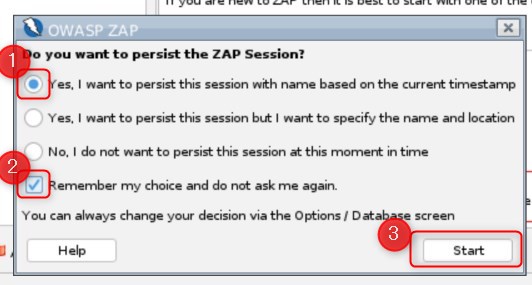 If you are new to ZAP then it is best to start with one of the
OWASP ZAP
1
Do you want to persist the ZAP Session?
Yes, I want to persist this session with name based on the current timestamp
Yes, I want to persist this session but I want to specify the name and location
No, I do not want to persist this session at this moment in time
2
Remember my choice and do not ask me again.
You can always change your decision via the Options / Database screen
3
Help
Start